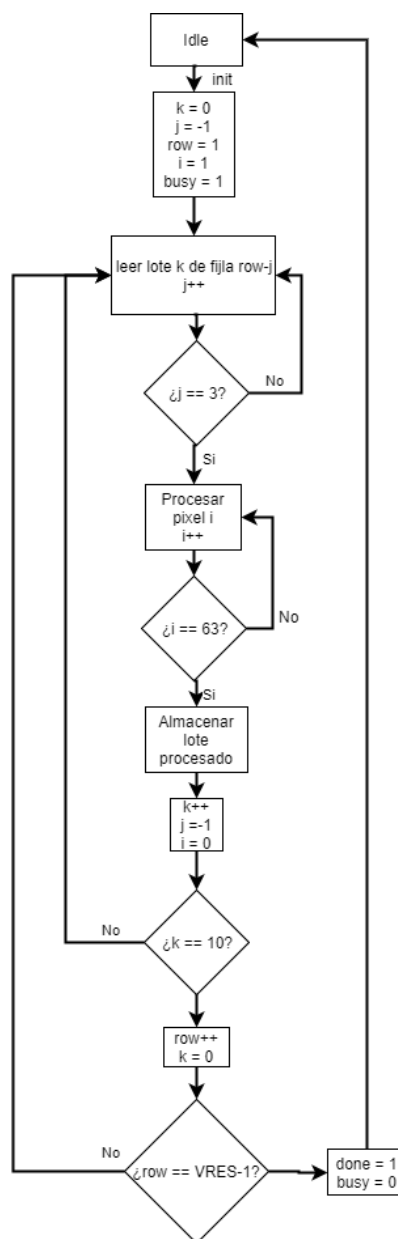 Idle
init
k = 0
j = -1
row = 1
i = 1
busy = 1
leer lote k de fijla row-j
j++
¿j == 3?
No
Si
Procesar
pixel i
i++
¿i == 63?
No
Si
Almacenar
lote
procesado
k++
j =-1
i = 0
No
¿k == 10?
row++
k = 0
No
¿row == VRES-1?
done = 1
busy = 0